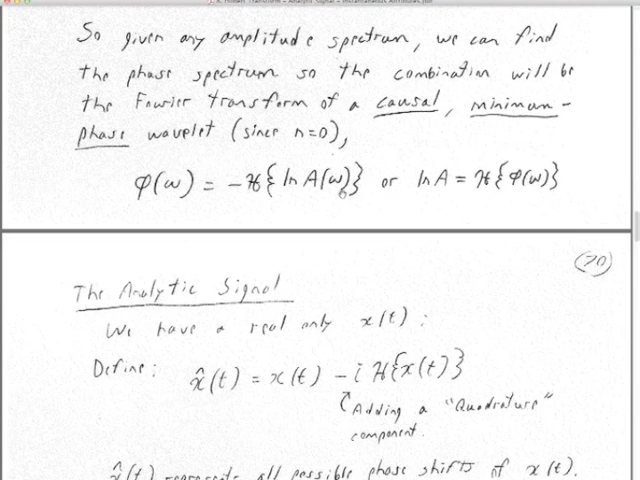 So given any amplitude spectrum, we can find
the phase spectrum so the combination will be
the Fourier transform of a causal, minimum-
phase wavelet (since n=0),
φ(ω) = -ℋ{ln A(ω)} or ln A = ℋ{φ(ω)}
(70)
The Analytic Signal
We have a real only x(t):
Define: x̂(t) = x(t) - i ℋ{x(t)}
Adding a "Quadrature"
component.
x̂(t) represents all possible phase shifts of x(t).